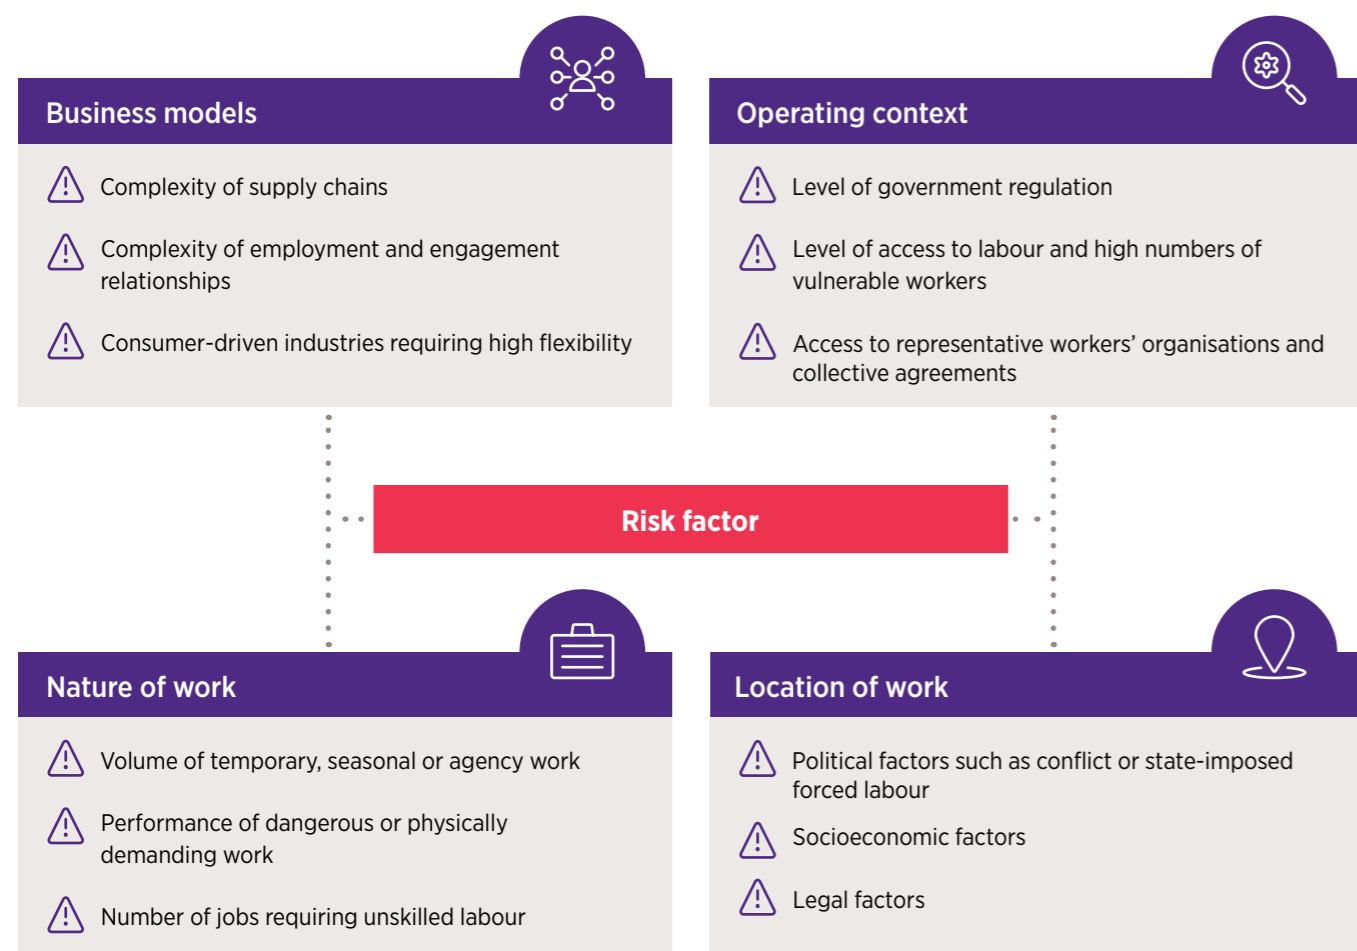 Business models
Complexity of supply chains
Complexity of employment and engagement
relationships
Consumer-driven industries requiring high flexibility
Operating context
Level of government regulation
Level of access to labour and high numbers of
vulnerable workers
Access to representative workers’ organisations and
collective agreements
Risk factor
Nature of work
Volume of temporary, seasonal or agency work
Performance of dangerous or physically
demanding work
Number of jobs requiring unskilled labour
Location of work
Political factors such as conflict or state-imposed
forced labour
Socioeconomic factors
Legal factors